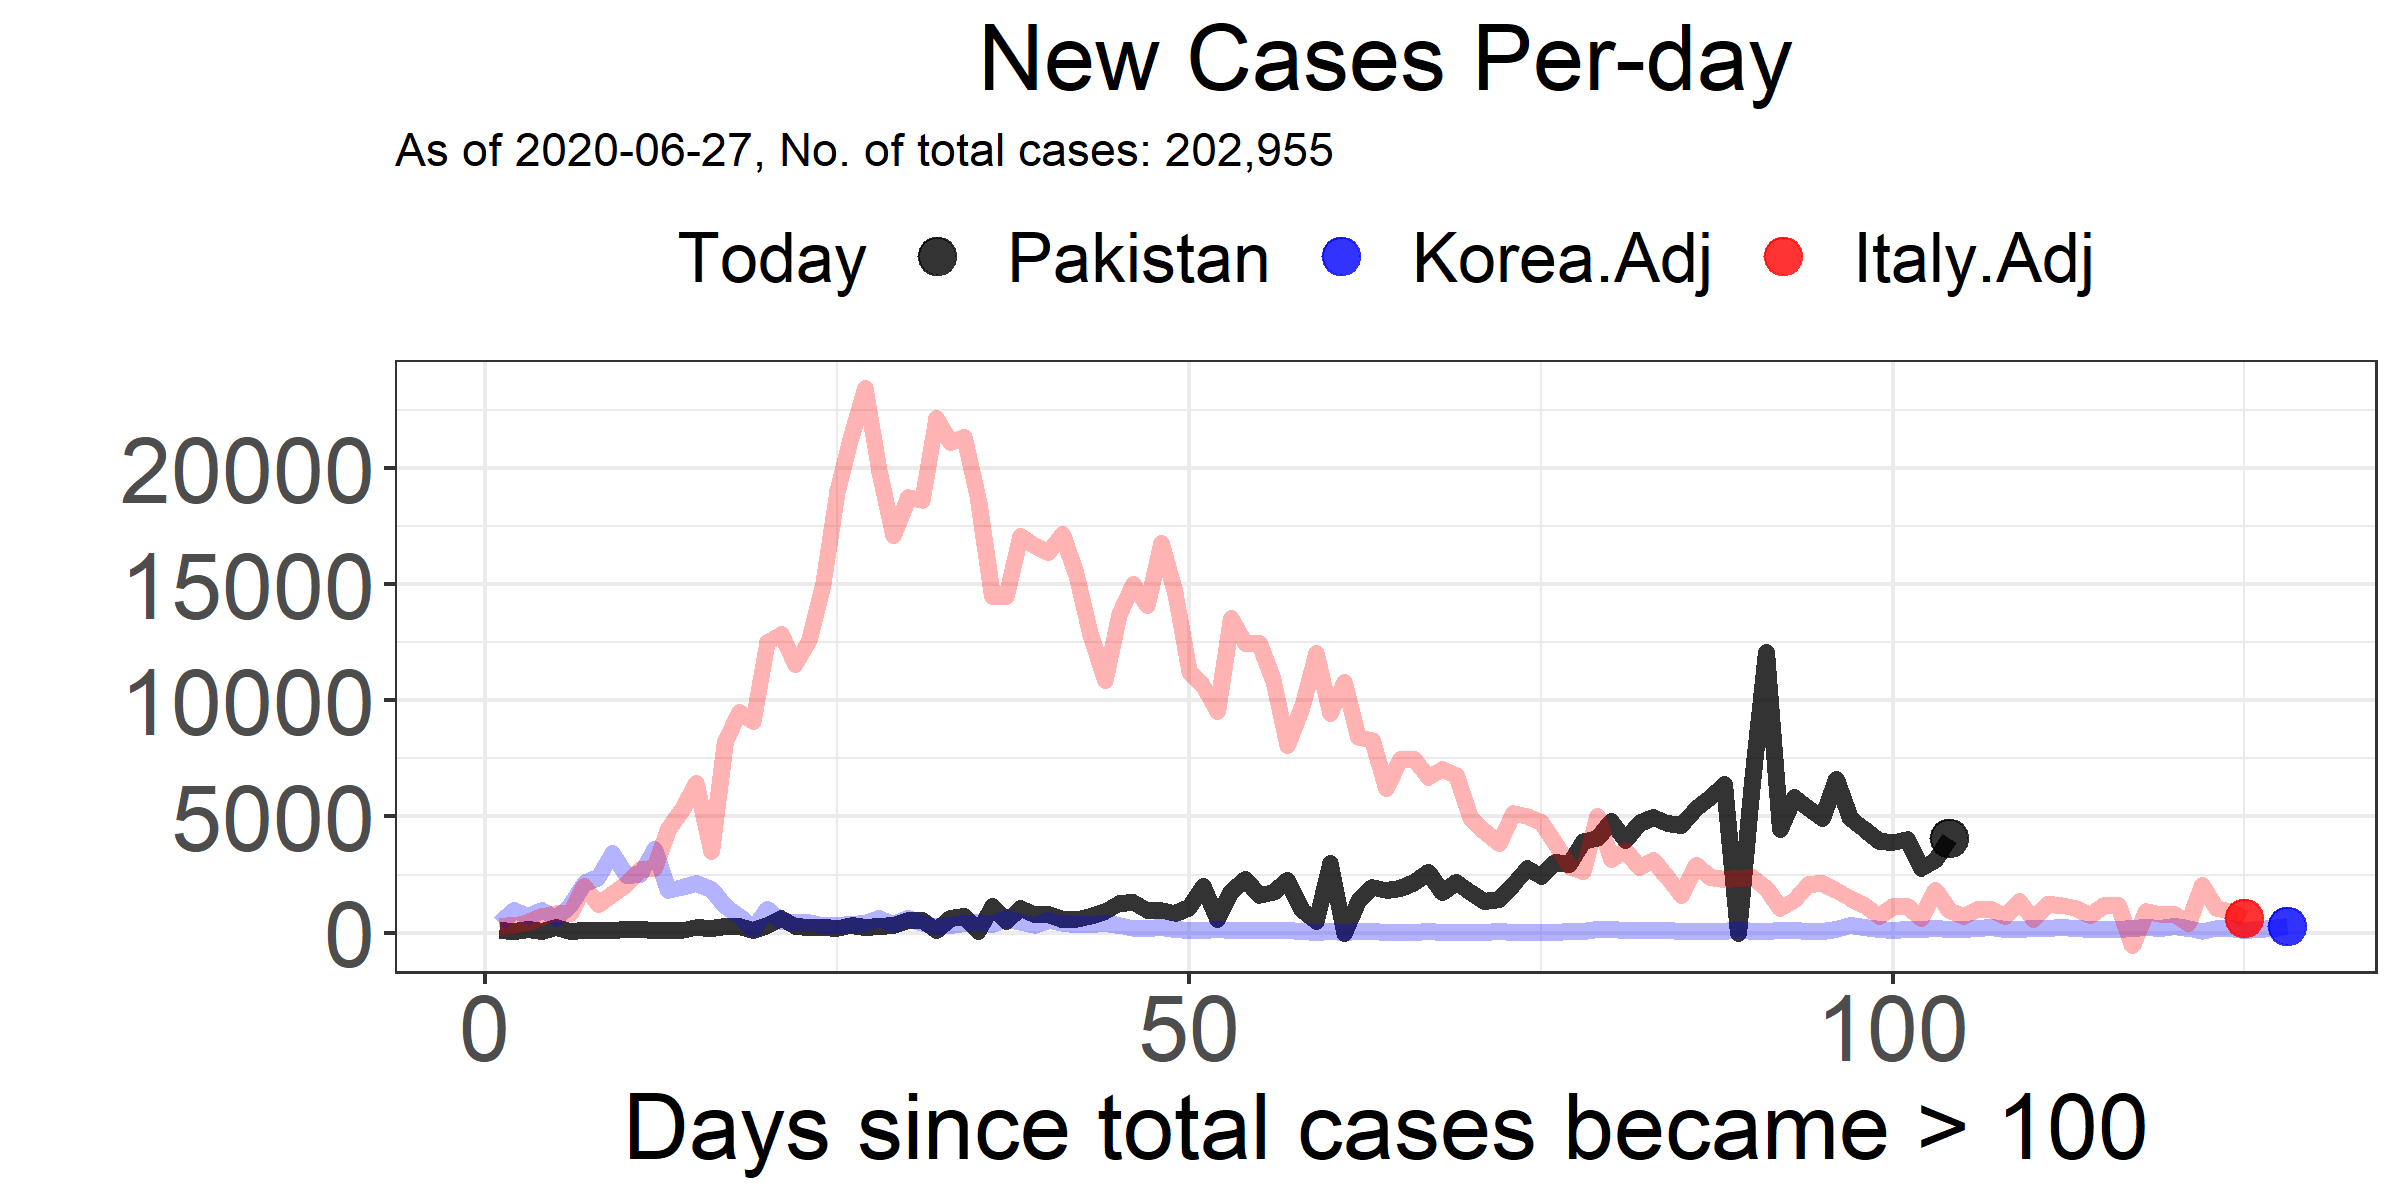 New Cases Per-day
As of 2020-06-27, No. of total cases: 202,955
Today Pakistan Korea.Adj Italy.Adj
20000
15000
10000
5000
0
0 50 100
Days since total cases became > 100